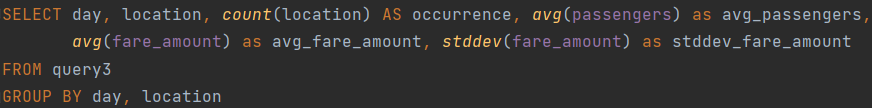 SELECT day, location, count(location) AS occurrence, avg(passengers) as avg_passengers,
avg(fare_amount) as avg_fare_amount, stddev(fare_amount) as stddev_fare_amount
FROM query3
GROUP BY day, location